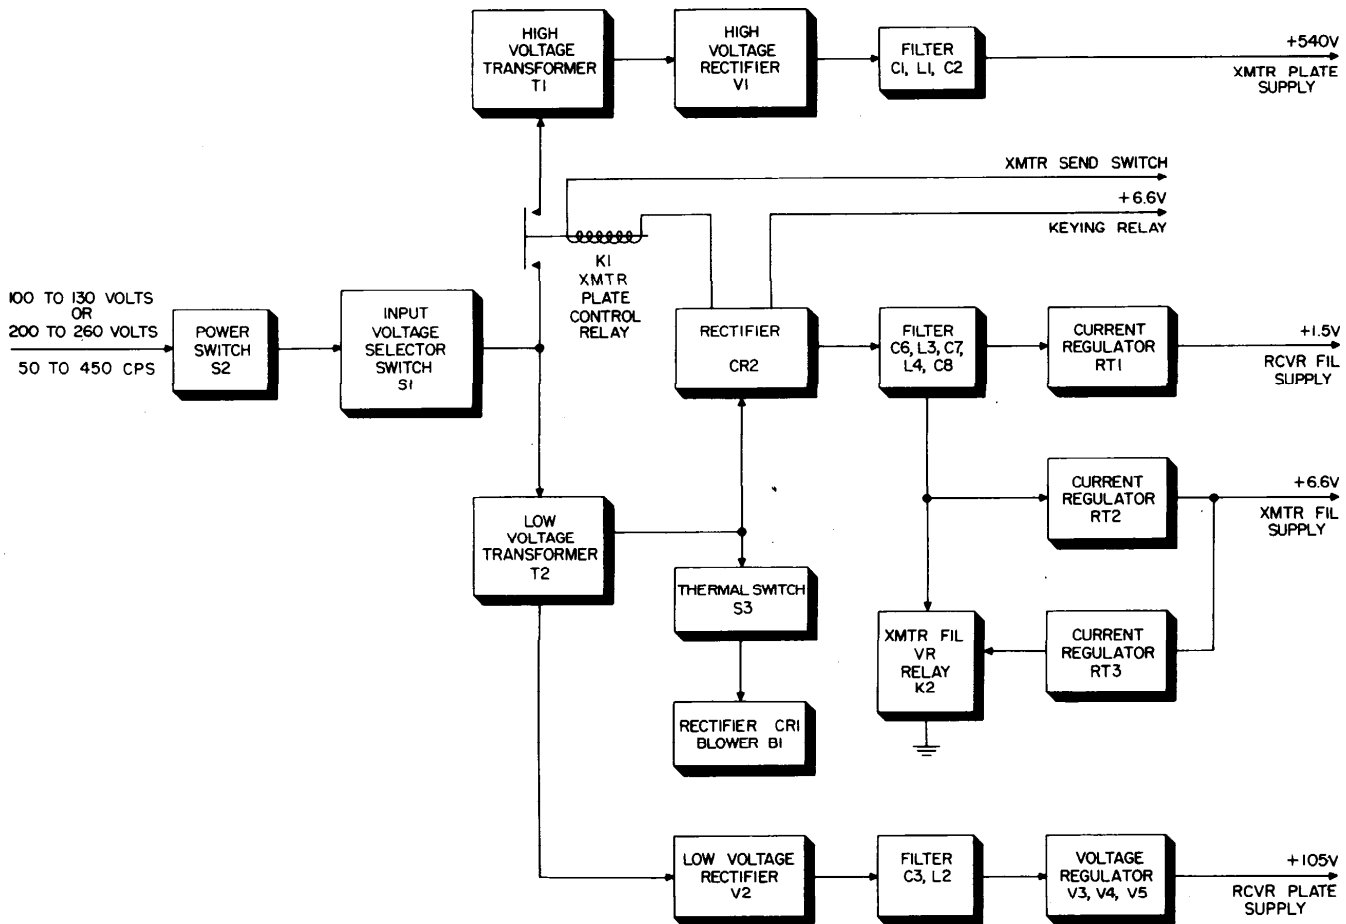 HIGH
VOLTAGE
TRANSFORMER
T1
HIGH
VOLTAGE
RECTIFIER
V1
FILTER
C1, L1, C2
+540V
XMTR PLATE
SUPPLY
XMTR SEND SWITCH
+6.6V
KEYING RELAY
K1
XMTR
PLATE
CONTROL
RELAY
100 TO 130 VOLTS
OR
200 TO 260 VOLTS
50 TO 450 CPS
POWER
SWITCH
S2
INPUT
VOLTAGE
SELECTOR
SWITCH
S1
RECTIFIER
CR2
FILTER
C6, L3, C7,
L4, C8
CURRENT
REGULATOR
RT1
+1.5V
RCVR FIL
SUPPLY
LOW
VOLTAGE
TRANSFORMER
T2
CURRENT
REGULATOR
RT2
+6.6V
XMTR FIL
SUPPLY
THERMAL SWITCH
S3
XMTR FIL
VR
RELAY
K2
CURRENT
REGULATOR
RT3
RECTIFIER CR1
BLOWER B1
LOW VOLTAGE
RECTIFIER
V2
FILTER
C3, L2
VOLTAGE
REGULATOR
V3, V4, V5
+105V
RCVR PLATE
SUPPLY